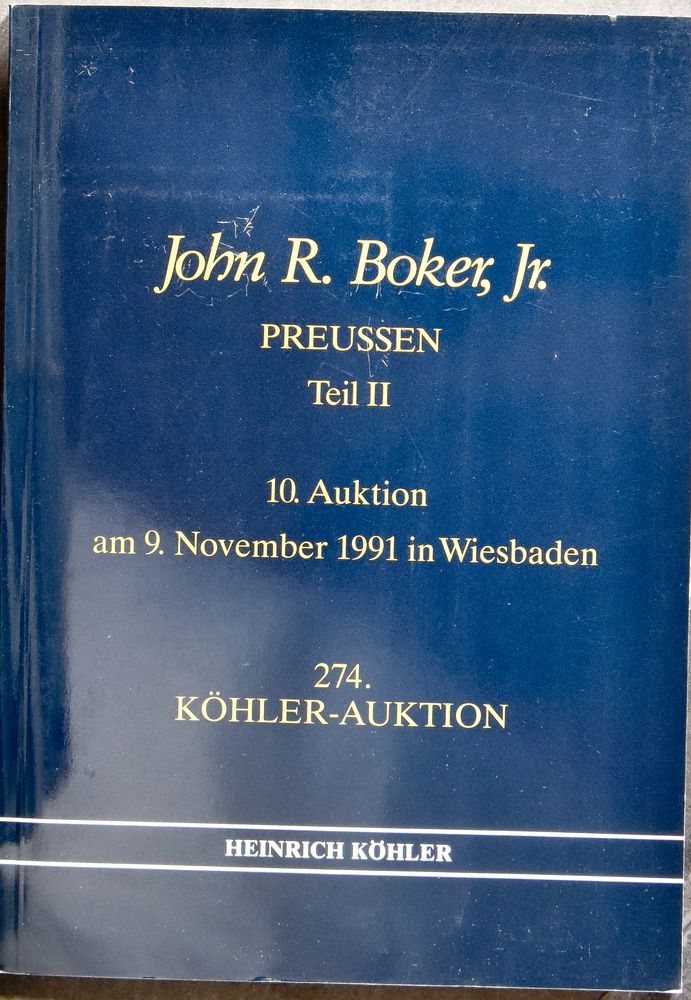 John R. Boker, Jr.
PREUSSEN
Teil II
10. Auktion
am 9. November 1991 in Wiesbaden
274.
KÖHLER-AUKTION
HEINRICH KÖHLER